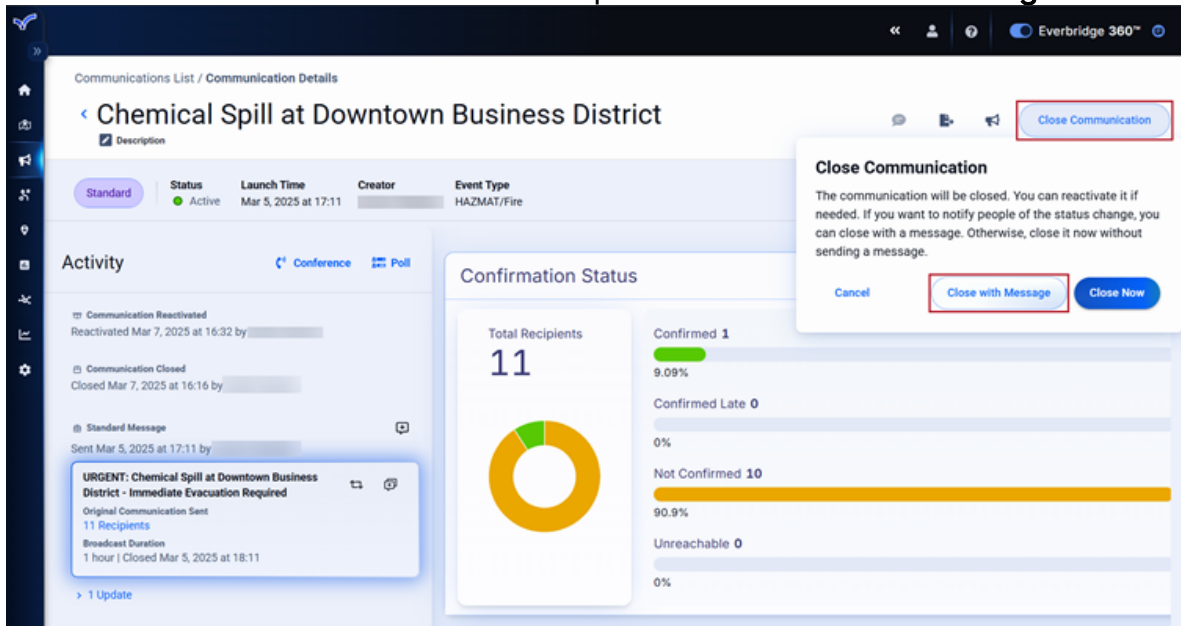 Everbridge 360™
Communications List / Communication Details
Chemical Spill at Downtown Business District
Description
Close Communication
Standard
Status
Active
Launch Time
Mar 5, 2025 at 17:11
Creator
Event Type
HAZMAT/Fire
Close Communication
The communication will be closed. You can reactivate it if
needed. If you want to notify people of the status change, you
can close with a message. Otherwise, close it now without
sending a message.
Cancel
Close with Message
Close Now
Activity
Conference
Poll
Communication Reactivated
Reactivated Mar 7, 2025 at 16:32 by
Communication Closed
Closed Mar 7, 2025 at 16:16 by
Standard Message
Sent Mar 5, 2025 at 17:11 by
URGENT: Chemical Spill at Downtown Business
District - Immediate Evacuation Required
Original Communication Sent
11 Recipients
Broadcast Duration
1 hour | Closed Mar 5, 2025 at 18:11
1 Update
Confirmation Status
Total Recipients
11
Confirmed 1
9.09%
Confirmed Late 0
0%
Not Confirmed 10
90.9%
Unreachable 0
0%